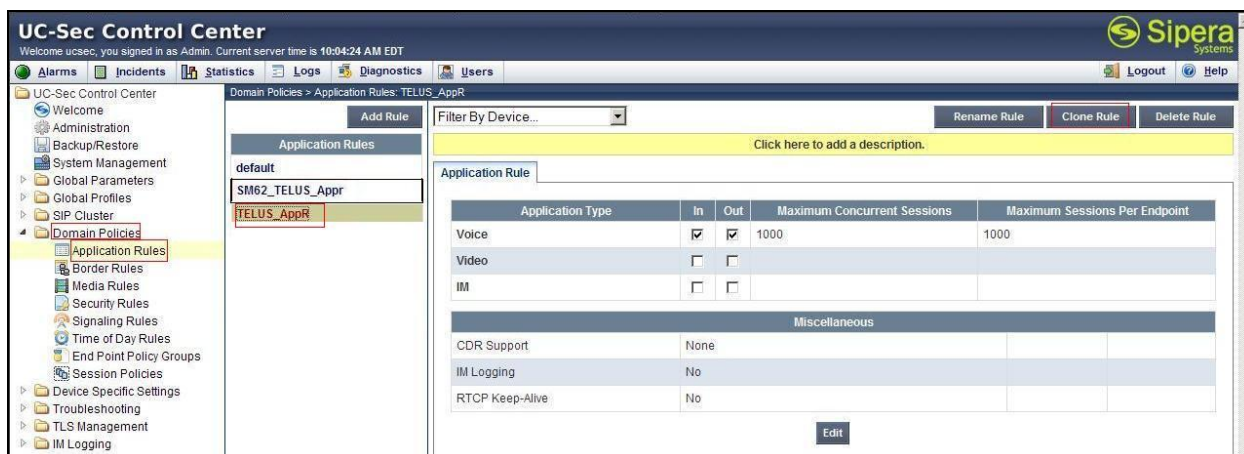 UC-Sec Control Center
Welcome ucsec, you signed in as Admin. Current server time is 10:04:24 AM EDT
Sipera
Systems
Alarms Incidents Statistics Logs Diagnostics Users Logout Help
UC-Sec Control Center
Welcome
Administration
Backup/Restore
System Management
Global Parameters
Global Profiles
SIP Cluster
Domain Policies
Application Rules
Border Rules
Media Rules
Security Rules
Signaling Rules
Time of Day Rules
End Point Policy Groups
Session Policies
Device Specific Settings
Troubleshooting
TLS Management
IM Logging
Domain Policies > Application Rules: TELUS_AppR
Add Rule
Application Rules
default
SM62_TELUS_Appr
TELUS_AppR
Filter By Device...
Rename Rule Clone Rule Delete Rule
Click here to add a description.
Application Rule
Application Type In Out Maximum Concurrent Sessions Maximum Sessions Per Endpoint
Voice 1000 1000
Video
IM
Miscellaneous
CDR Support None
IM Logging No
RTCP Keep-Alive No
Edit